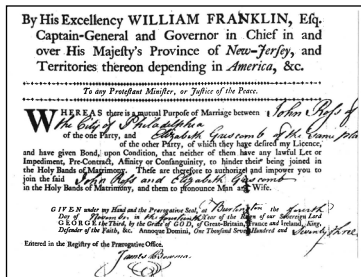 By His Excellency WILLIAM FRANKLIN, Esq.
Captain-General and Governor in Chief in and
over His Majesty's Province of New-Jersey, and
Territories thereon depending in America, &c.
To any Protestant Minister, or Justice of the Peace.
WHEREAS there is a mutual Purpose of Marriage between John Ross of
the City of Philadelphia
of the one Party, and Elizabeth Griscomb of the same place
of the other Party, of which they have desired my Licence,
and have given Bond, upon Condition, that neither of them have any lawful Let or
Impediment, Pre-Contract, Affinity or Consanguinity, to hinder their being joined in
the Holy Bands of Matrimony. These are therefore to authorize and impower you to
join the said John Ross and Elizabeth Griscomb
in the Holy Bands of Matrimony, and them to pronounce Man and Wife.
GIVEN under my Hand and the Prerogative Seal, at Burlington the fourth
Day of November in the fourteenth Year of the Reign of our Sovereign Lord
GEORGE the Third, by the Grace of GOD, of Great-Britain, France and Ireland, King,
Defender of the Faith, &c. Annoque Domini, One Thousand Seven Hundred and Seventy three.
Entered in the Registry of the Prerogative Office.